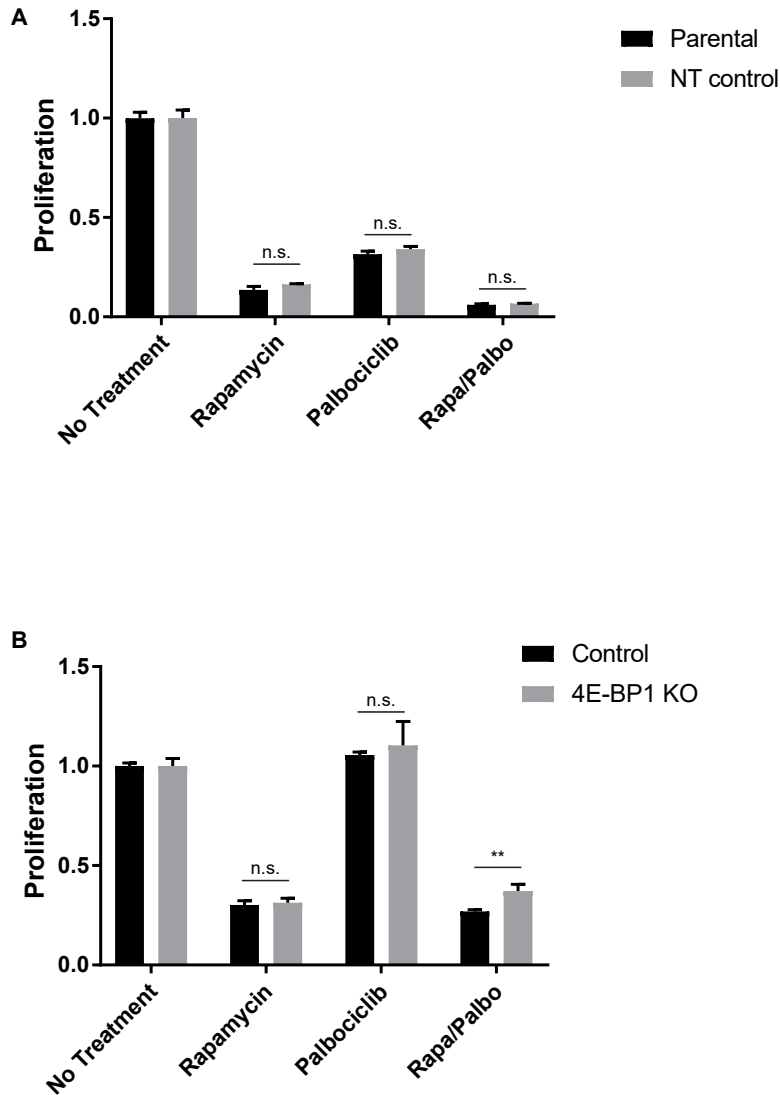 A
1.5
1.0
0.5
0.0
Proliferation
Parental
NT control
n.s.
n.s.
n.s.
No Treatment
Rapamycin
Palbociclib
Rapa/Palbo
B
1.5
1.0
0.5
0.0
Proliferation
Control
4E-BP1 KO
n.s.
n.s.
**
No Treatment
Rapamycin
Palbociclib
Rapa/Palbo